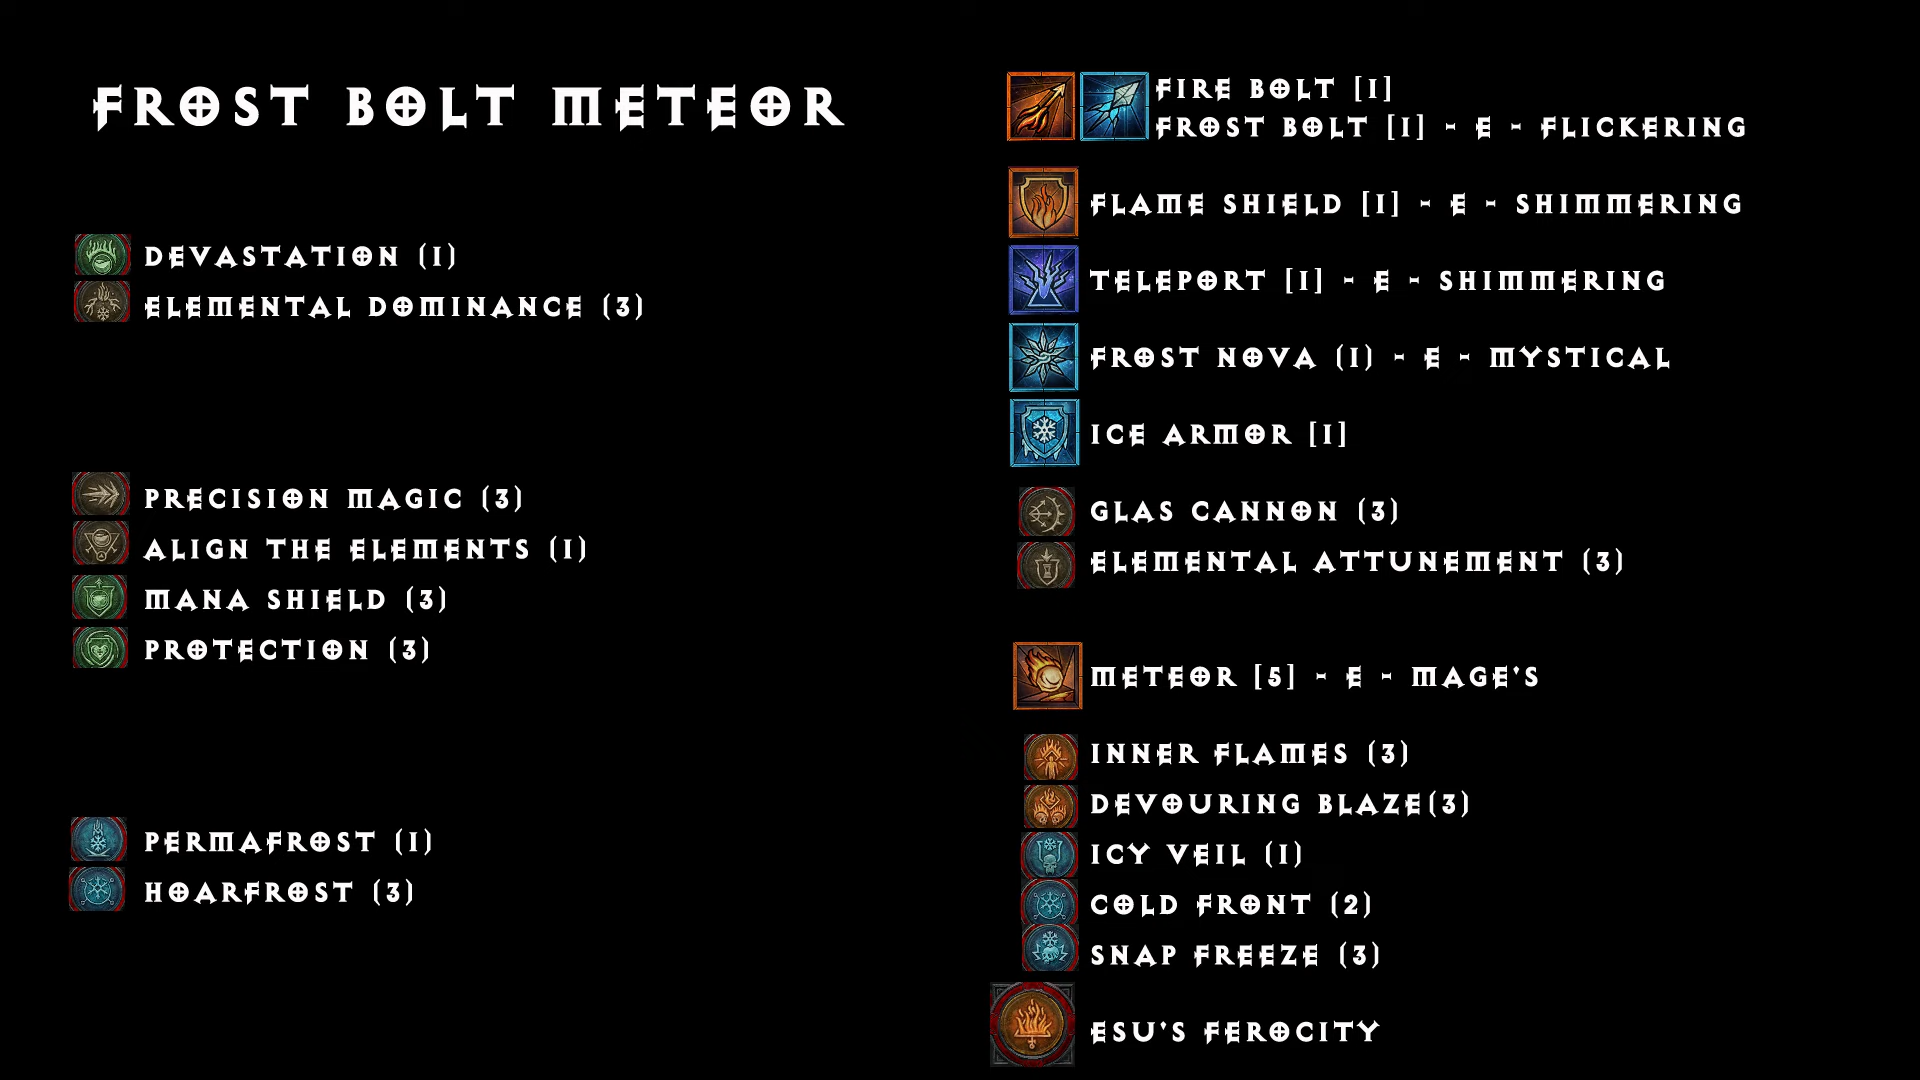 FROST BOLT METEOR
DEVASTATION (1)
ELEMENTAL DOMINANCE (3)
PRECISION MAGIC (3)
ALIGN THE ELEMENTS (1)
MANA SHIELD (3)
PROTECTION (3)
PERMAFROST (1)
HOARFROST (3)
FIRE BOLT [1]
FROST BOLT [1] - E - FLICKERING
FLAME SHIELD [1] - E - SHIMMERING
TELEPORT [1] - E - SHIMMERING
FROST NOVA (1) - E - MYSTICAL
ICE ARMOR [1]
GLAS CANNON (3)
ELEMENTAL ATTUNEMENT (3)
METEOR [5] - E - MAGE'S
INNER FLAMES (3)
DEVOURING BLAZE(3)
ICY VEIL (1)
COLD FRONT (2)
SNAP FREEZE (3)
ESU'S FEROCITY